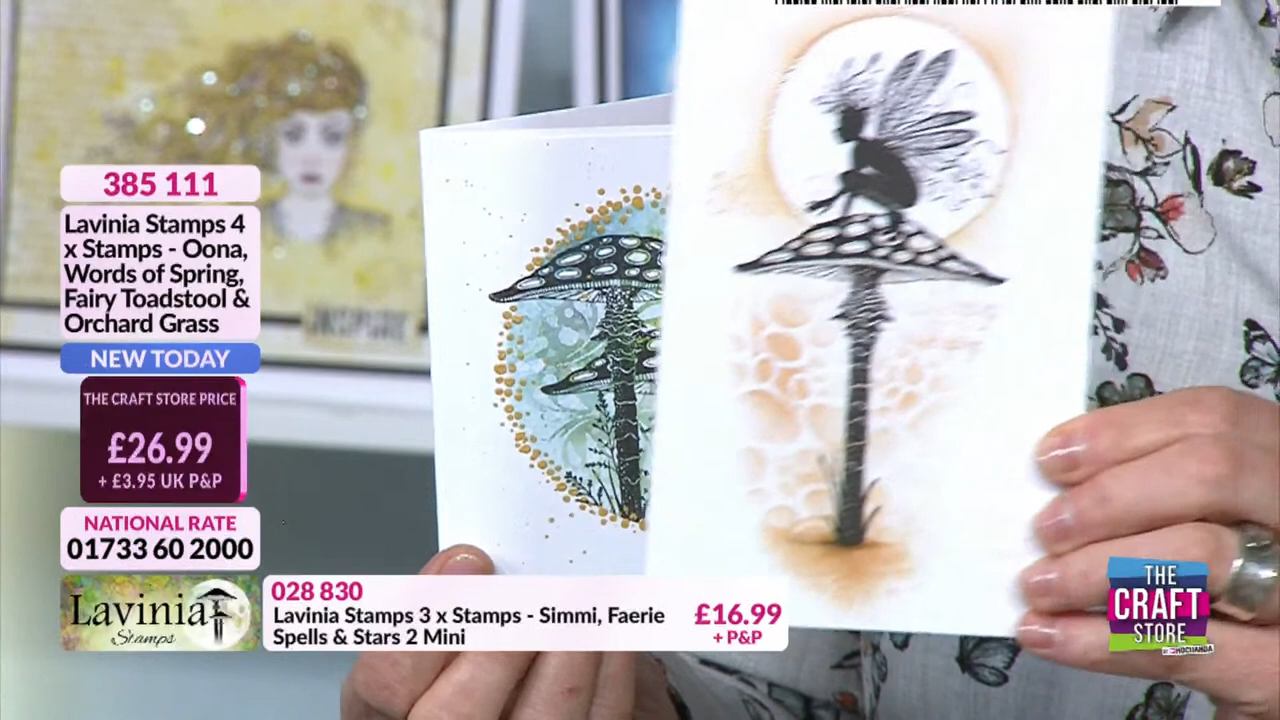 385 111
Lavinia Stamps 4
x Stamps - Oona,
Words of Spring,
Fairy Toadstool &
Orchard Grass
NEW TODAY
THE CRAFT STORE PRICE
£26.99
+ £3.95 UK P&P
NATIONAL RATE
01733 60 2000
Lavinia
Stamps
028 830
Lavinia Stamps 3 x Stamps - Simmi, Faerie
Spells & Stars 2 Mini
£16.99
+ P&P
INSPIRE
THE
CRAFT
STORE
BY HOCHANDA